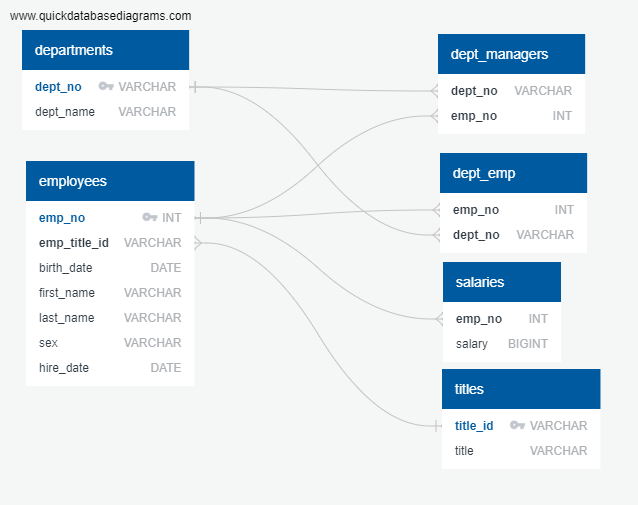 www.quickdatabasediagrams.com
departments
dept_no VARCHAR
dept_name VARCHAR
employees
emp_no INT
emp_title_id VARCHAR
birth_date DATE
first_name VARCHAR
last_name VARCHAR
sex VARCHAR
hire_date DATE
dept_managers
dept_no VARCHAR
emp_no INT
dept_emp
emp_no INT
dept_no VARCHAR
salaries
emp_no INT
salary BIGINT
titles
title_id VARCHAR
title VARCHAR